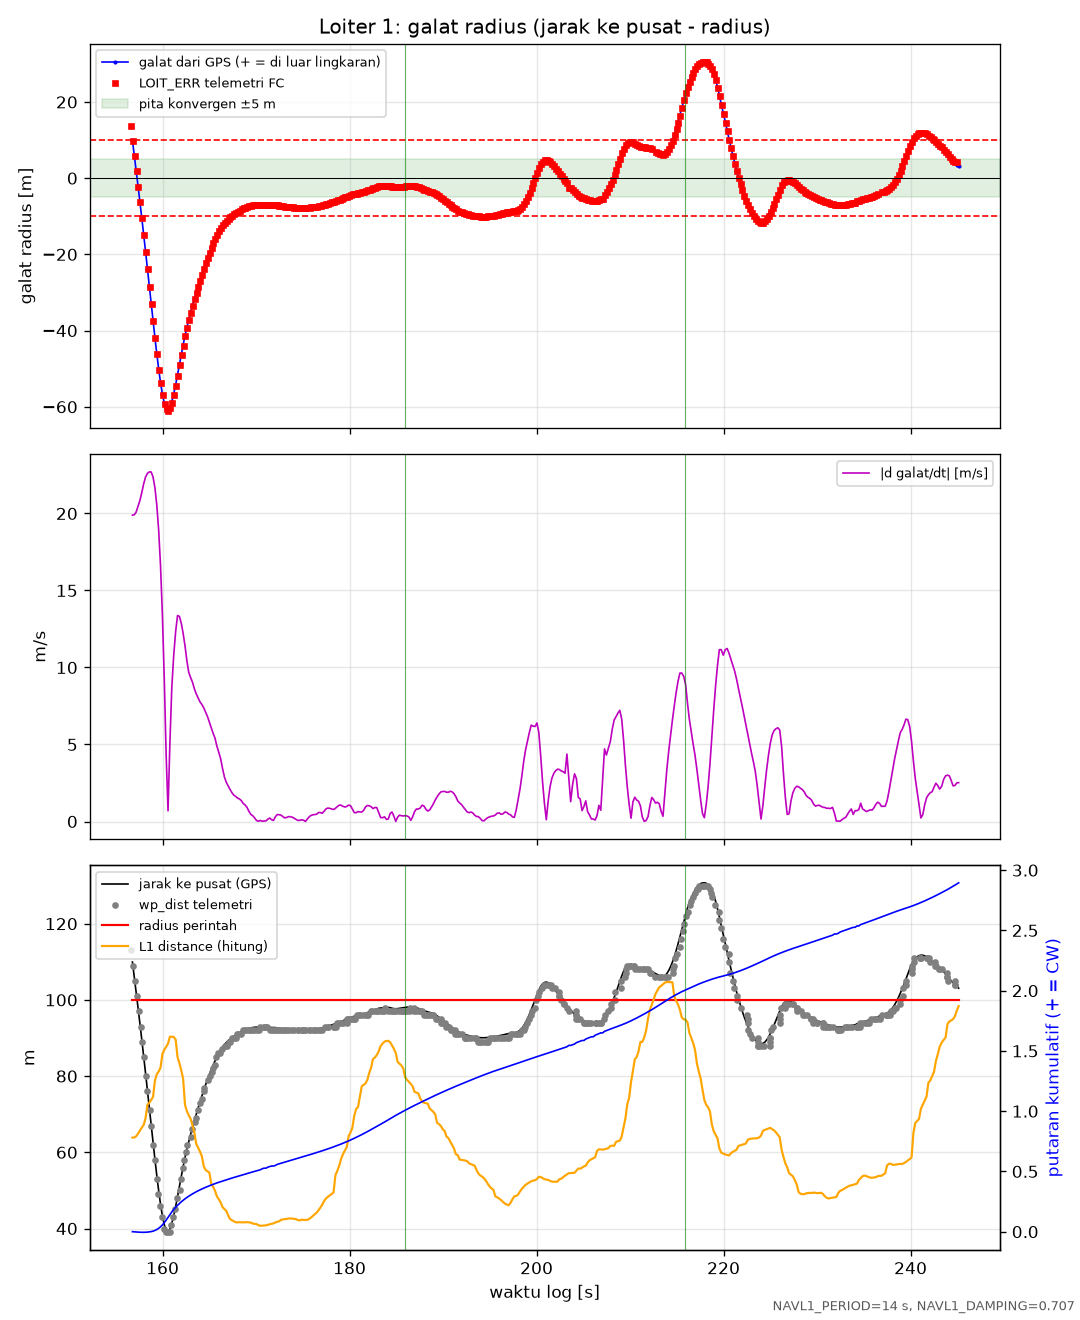 Loiter 1: galat radius (jarak ke pusat - radius)
galat dari GPS (+ = di luar lingkaran)
LOIT_ERR telemetri FC
pita konvergen ±5 m
20
0
−20
−40
−60
galat radius [m]
|d galat/dt| [m/s]
20
15
10
5
0
m/s
jarak ke pusat (GPS)
wp_dist telemetri
radius perintah
L1 distance (hitung)
120
100
80
60
40
m
3.0
2.5
2.0
1.5
1.0
0.5
0.0
putaran kumulatif (+ = CW)
160
180
200
220
240
waktu log [s]
NAVL1_PERIOD=14 s, NAVL1_DAMPING=0.707